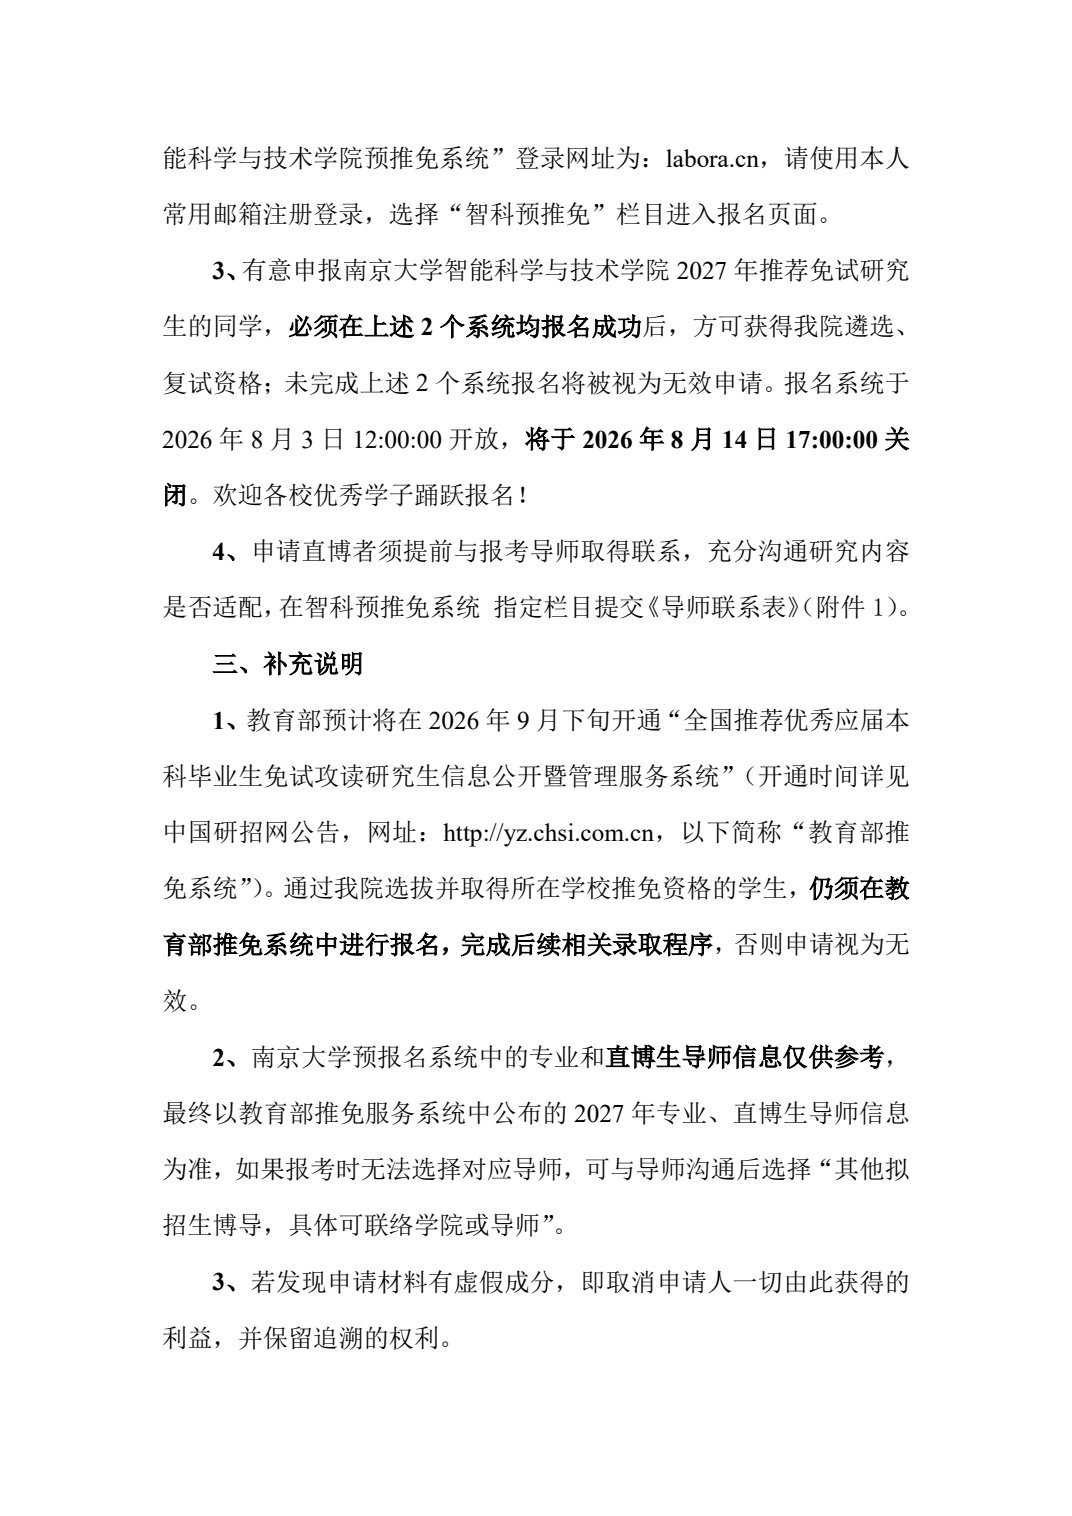 能科学与技术学院预推免系统”登录网址为：labora.cn，请使用本人
常用邮箱注册登录，选择“智科预推免”栏目进入报名页面。
3、有意申报南京大学智能科学与技术学院 2027 年推荐免试研究
生的同学，必须在上述 2 个系统均报名成功后，方可获得我院遴选、
复试资格；未完成上述 2 个系统报名将被视为无效申请。报名系统于
2026 年 8 月 3 日 12:00:00 开放，将于 2026 年 8 月 14 日 17:00:00 关
闭。欢迎各校优秀学子踊跃报名！
4、申请直博者须提前与报考导师取得联系，充分沟通研究内容
是否适配，在智科预推免系统 指定栏目提交《导师联系表》（附件 1）。
三、补充说明
1、教育部预计将在 2026 年 9 月下旬开通“全国推荐优秀应届本
科毕业生免试攻读研究生信息公开暨管理服务系统”（开通时间详见
中国研招网公告，网址：http://yz.chsi.com.cn，以下简称“教育部推
免系统”）。通过我院选拔并取得所在学校推免资格的学生，仍须在教
育部推免系统中进行报名，完成后续相关录取程序，否则申请视为无
效。
2、南京大学预报名系统中的专业和直博生导师信息仅供参考，
最终以教育部推免服务系统中公布的 2027 年专业、直博生导师信息
为准，如果报考时无法选择对应导师，可与导师沟通后选择“其他拟
招生博导，具体可联络学院或导师”。
3、若发现申请材料有虚假成分，即取消申请人一切由此获得的
利益，并保留追溯的权利。